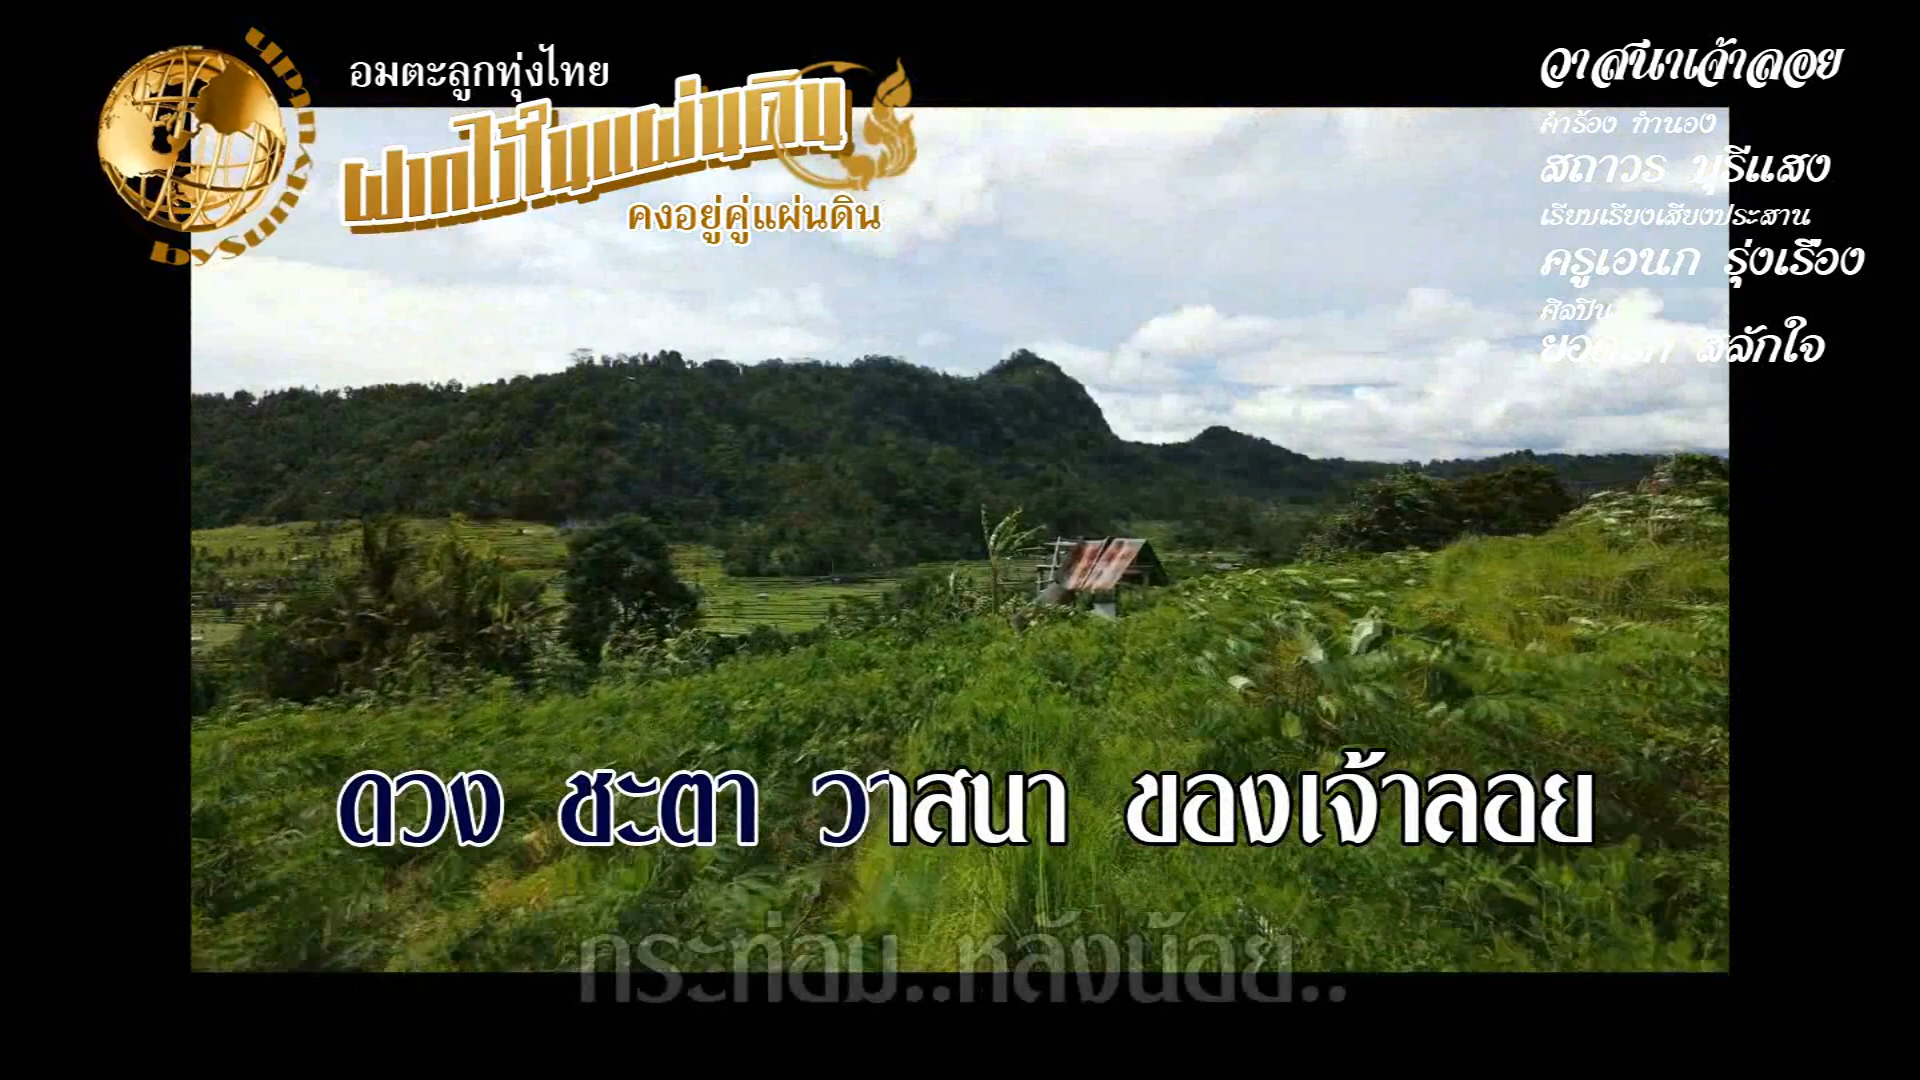 อมตะลูกทุ่งไทย
ฝากไว้ในแผ่นดิน
คงอยู่คู่แผ่นดิน
bysuntyunan
วาสนาเจ้าลอย
คำร้อง ทำนอง
สถาวร บุรีแสง
เรียบเรียงเสียงประสาน
ครูเอนก รุ่งเรือง
ศิลปิน
สลักใจ
ดวง ชะตา วาสนา ของเจ้าลอย
กระท่อม..หลังน้อย..